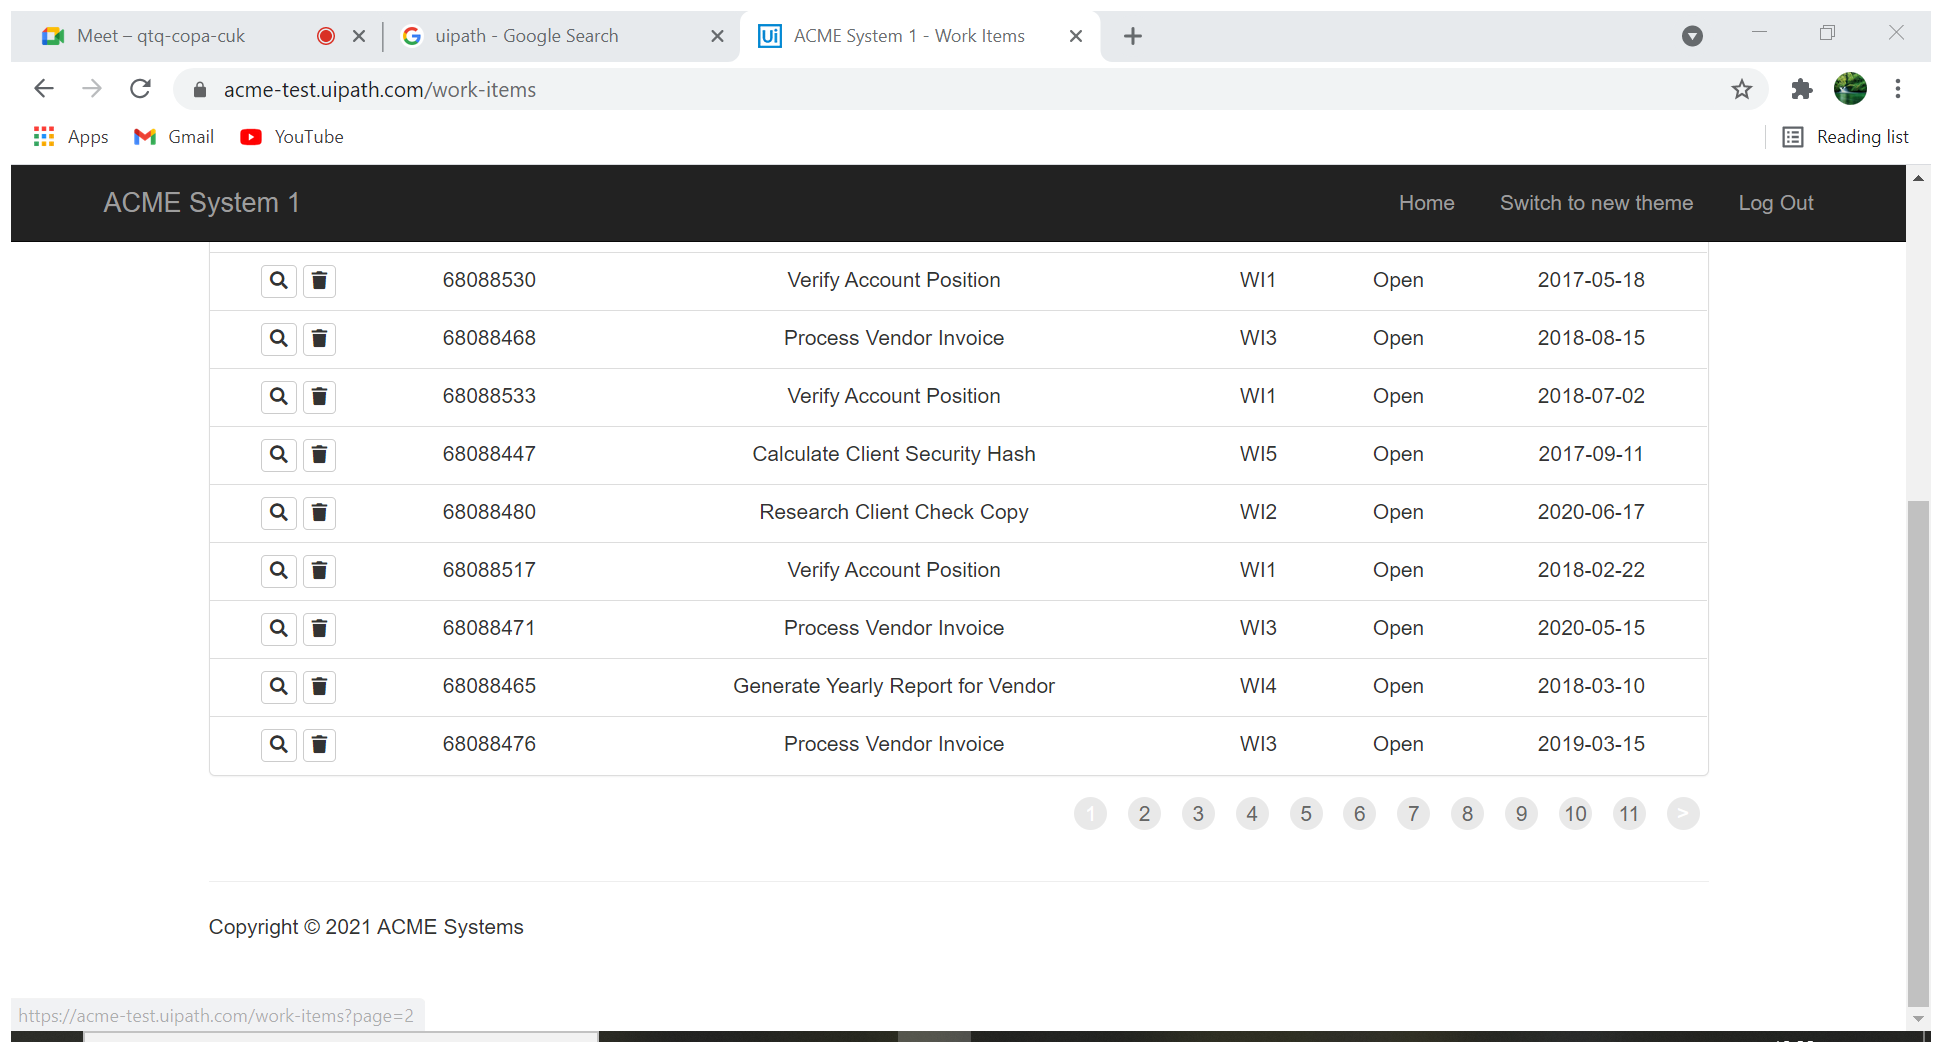 Meet – qtq-copa-cuk
uipath - Google Search
Ui ACME System 1 - Work Items
acme-test.uipath.com/work-items
Apps Gmail YouTube Reading list
ACME System 1 Home Switch to new theme Log Out
68088530 Verify Account Position WI1 Open 2017-05-18
68088468 Process Vendor Invoice WI3 Open 2018-08-15
68088533 Verify Account Position WI1 Open 2018-07-02
68088447 Calculate Client Security Hash WI5 Open 2017-09-11
68088480 Research Client Check Copy WI2 Open 2020-06-17
68088517 Verify Account Position WI1 Open 2018-02-22
68088471 Process Vendor Invoice WI3 Open 2020-05-15
68088465 Generate Yearly Report for Vendor WI4 Open 2018-03-10
68088476 Process Vendor Invoice WI3 Open 2019-03-15
1 2 3 4 5 6 7 8 9 10 11 >
Copyright © 2021 ACME Systems
https://acme-test.uipath.com/work-items?page=2